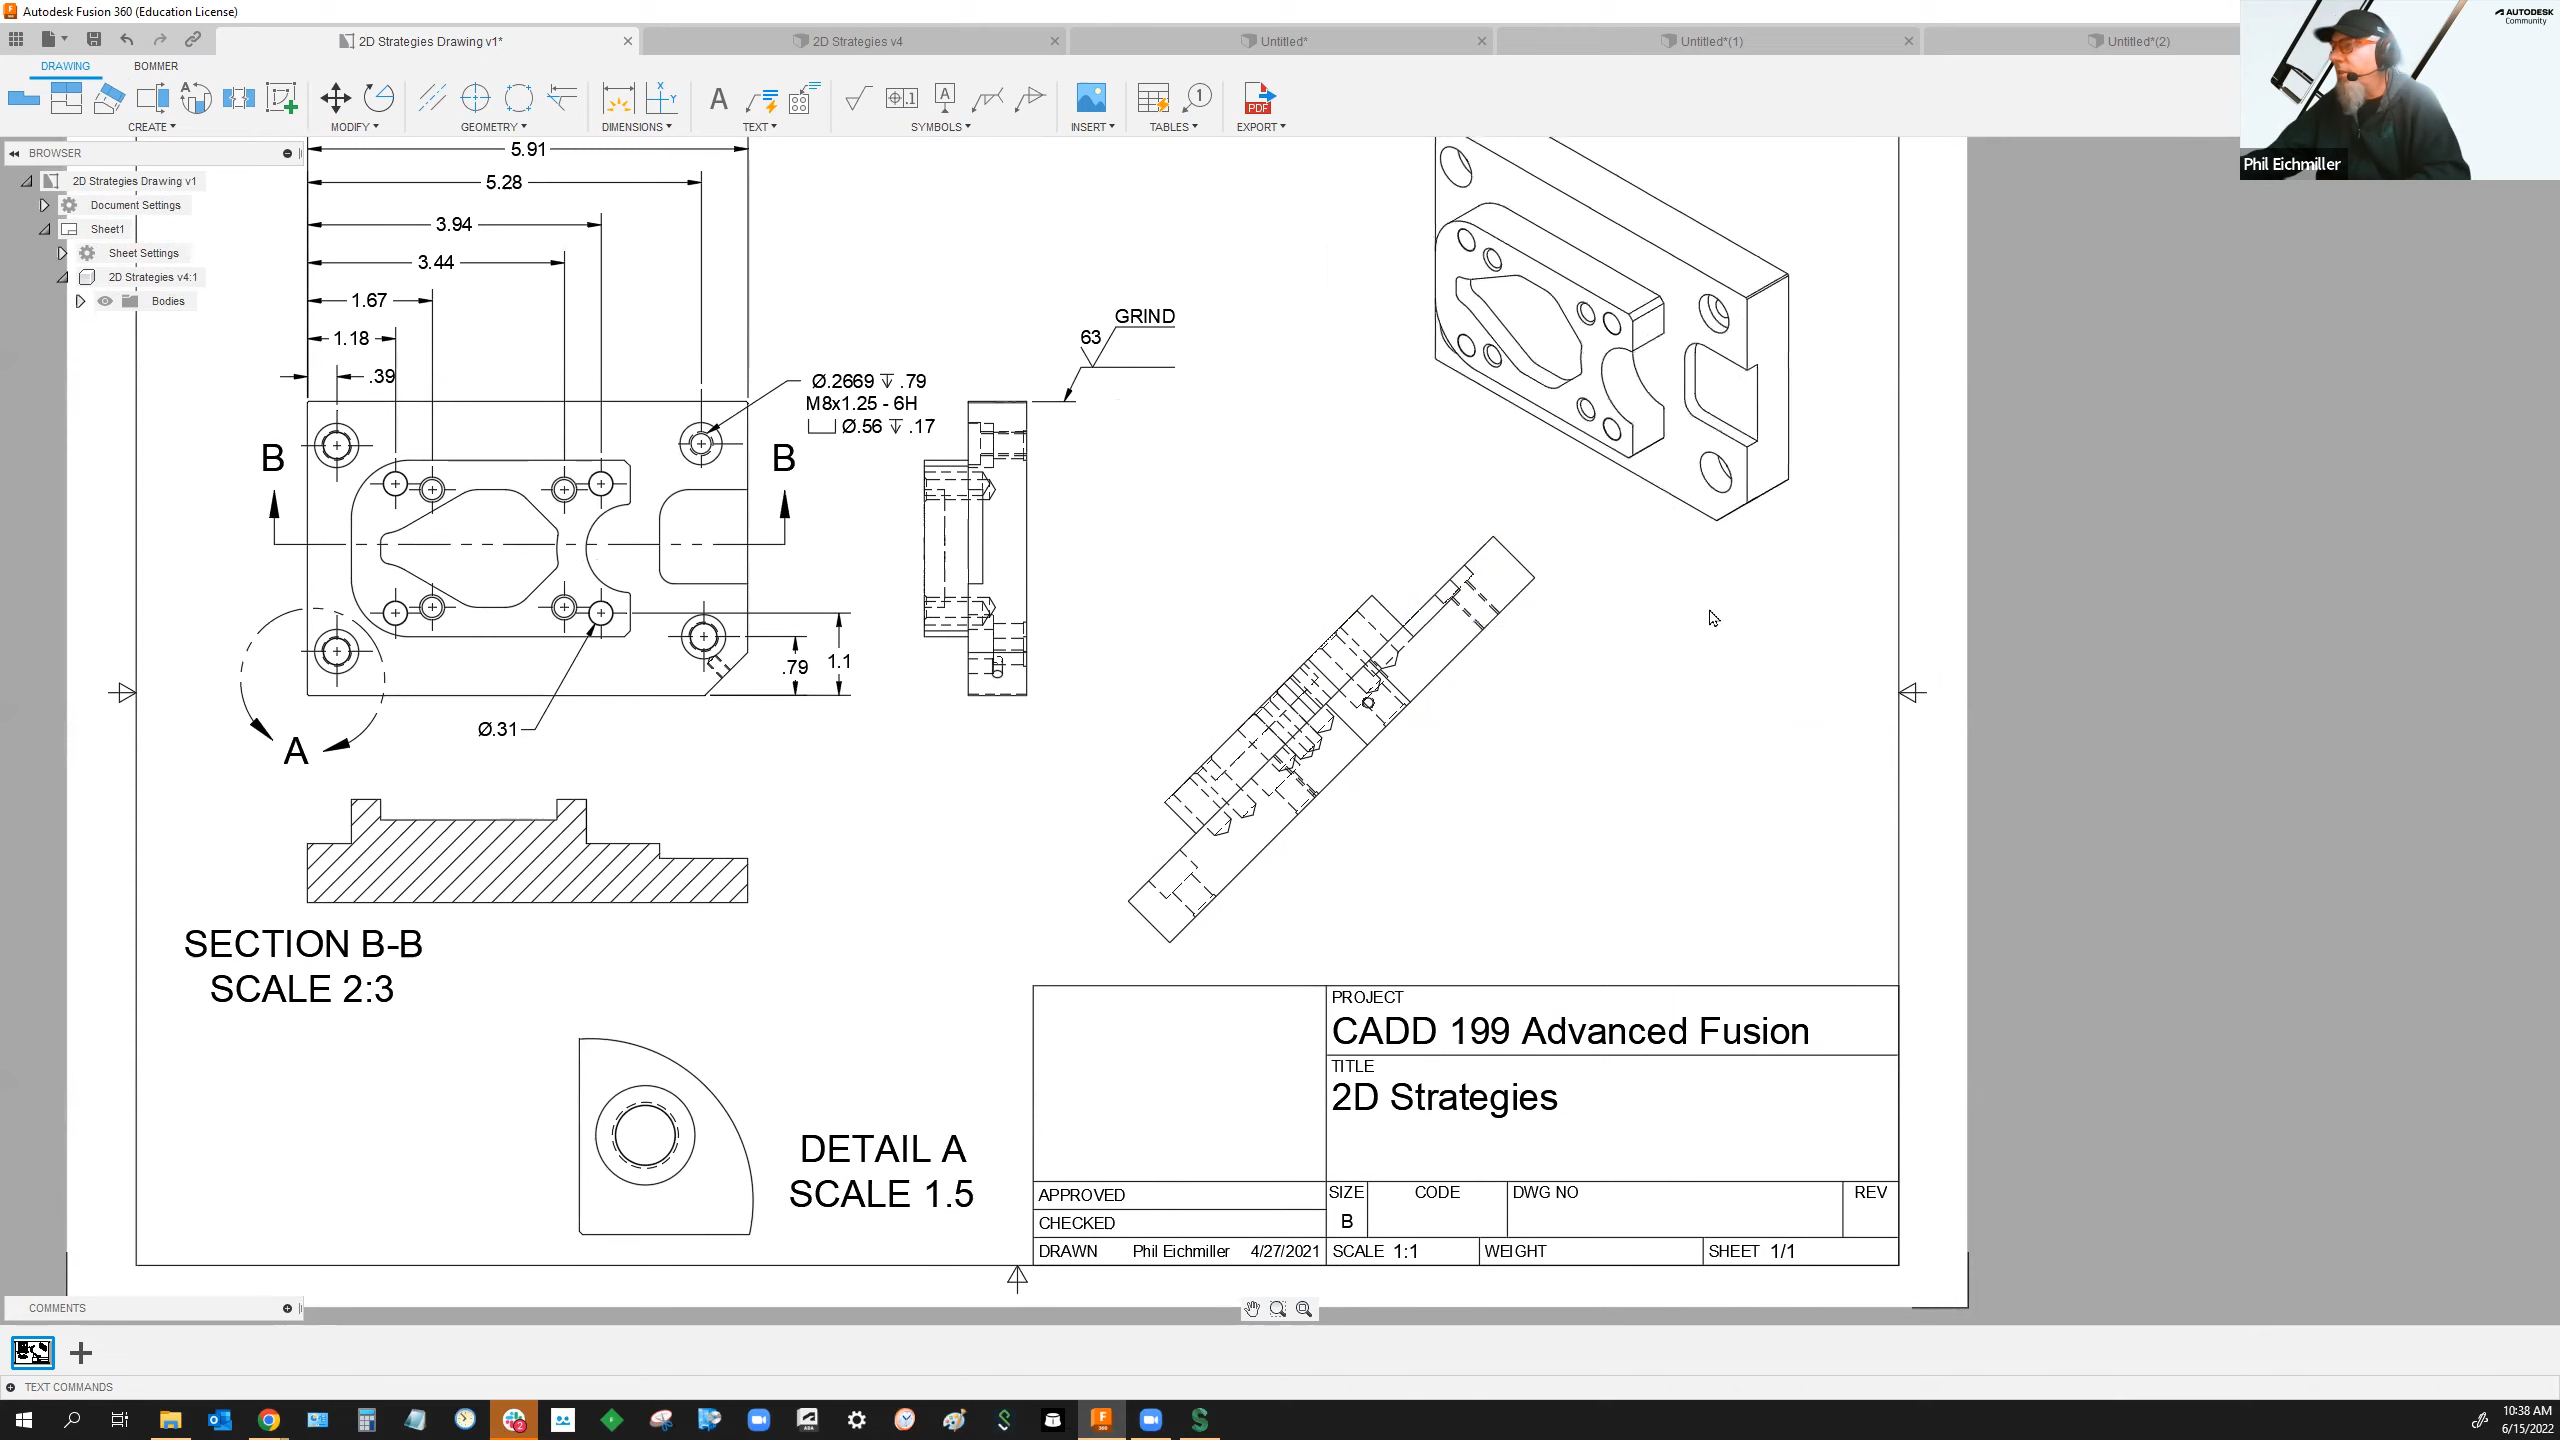 Autodesk Fusion 360 (Education License)
AUTODESK
Community
2D Strategies Drawing v1*
2D Strategies v4
Untitled*
Untitled*(1)
Untitled*(2)
DRAWING
BOMMER
CREATE
MODIFY
GEOMETRY
DIMENSIONS
TEXT
SYMBOLS
INSERT
TABLES
EXPORT
PDF
Phil Eichmiller
BROWSER
2D Strategies Drawing v1
Document Settings
Sheet1
Sheet Settings
2D Strategies v4:1
Bodies
5.91
5.28
3.94
3.44
1.67
1.18
.39
GRIND
63
Ø.2669 ↧ .79
M8x1.25 - 6H
⌴ Ø.56 ↧ .17
B
B
.79
1.1
Ø.31
A
SECTION B-B
SCALE 2:3
DETAIL A
SCALE 1.5
PROJECT
CADD 199 Advanced Fusion
TITLE
2D Strategies
APPROVED
CHECKED
DRAWN Phil Eichmiller 4/27/2021
SIZE
B
CODE
DWG NO
REV
SCALE 1:1
WEIGHT
SHEET 1/1
COMMENTS
TEXT COMMANDS
10:38 AM
6/15/2022